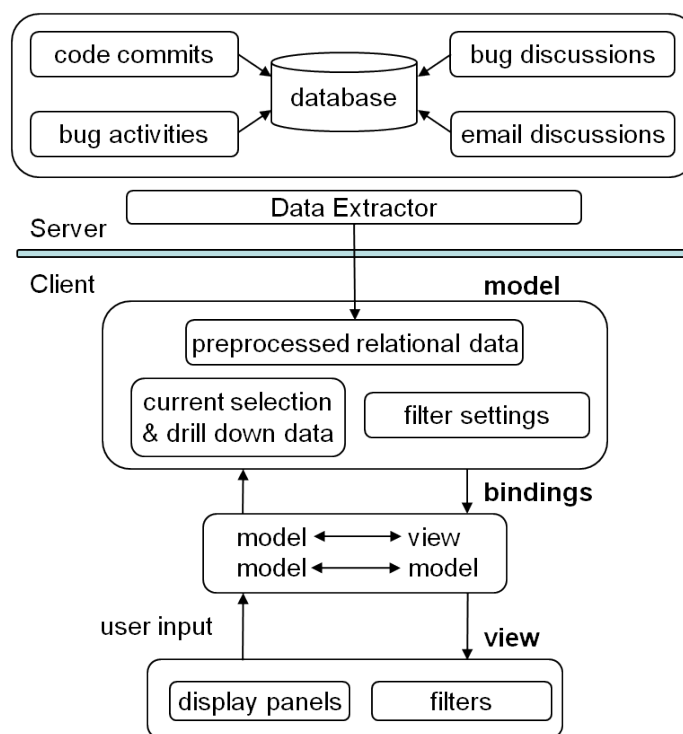 code commits
bug discussions
database
bug activities
email discussions
Data Extractor
Server
Client
model
preprocessed relational data
current selection
& drill down data
filter settings
bindings
model view
model model
user input
view
display panels
filters